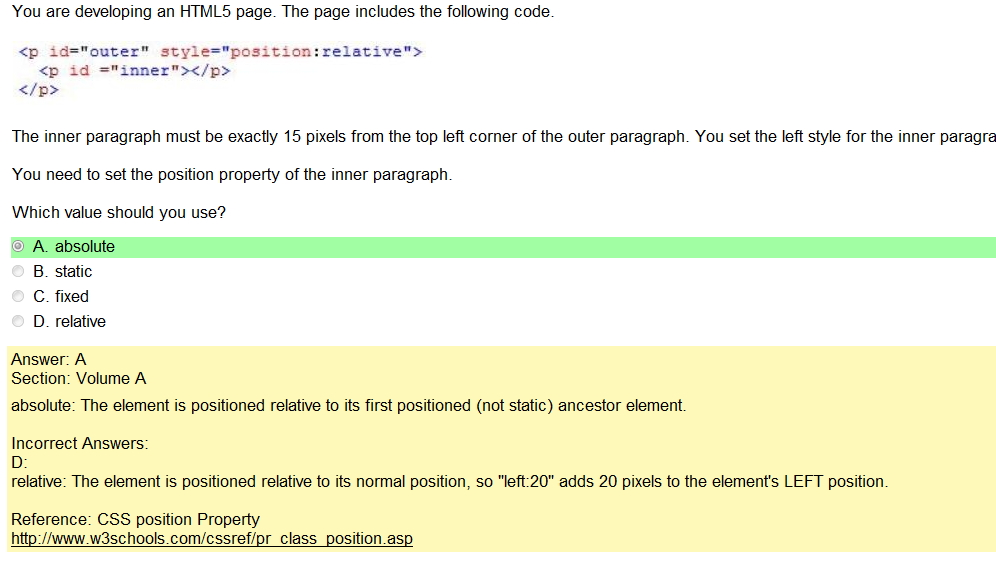 You are developing an HTML5 page. The page includes the following code.
<p id="outer" style="position:relative">
<p id ="inner"></p>
</p>
The inner paragraph must be exactly 15 pixels from the top left corner of the outer paragraph. You set the left style for the inner paragra
You need to set the position property of the inner paragraph.
Which value should you use?
A. absolute
B. static
C. fixed
D. relative
Answer: A
Section: Volume A
absolute: The element is positioned relative to its first positioned (not static) ancestor element.
Incorrect Answers:
D:
relative: The element is positioned relative to its normal position, so "left:20" adds 20 pixels to the element's LEFT position.
Reference: CSS position Property
http://www.w3schools.com/cssref/pr_class_position.asp